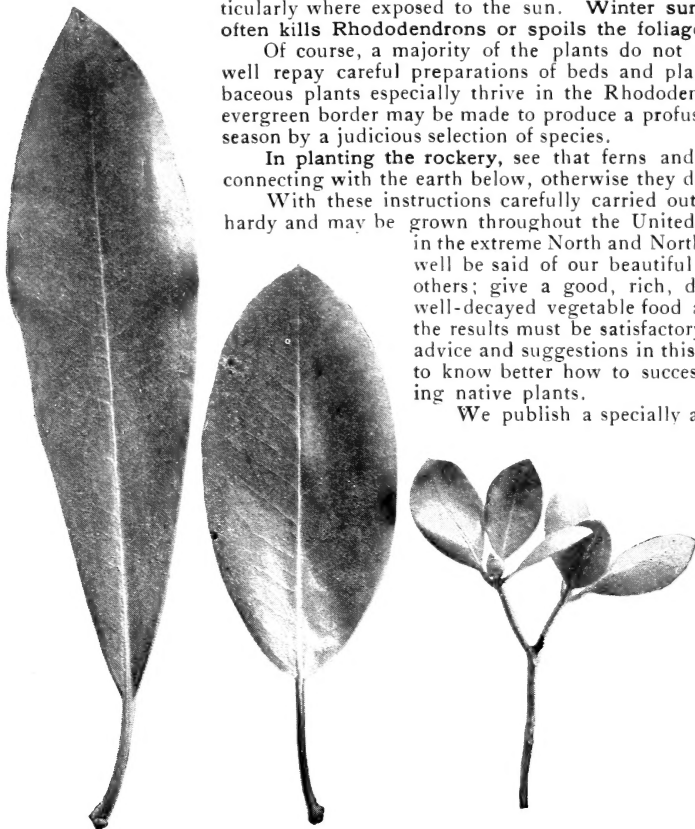 ticularly where exposed to the sun. Winter sun
often kills Rhododendrons or spoils the foliage
Of course, a majority of the plants do not
well repay careful preparations of beds and pla
baceous plants especially thrive in the Rhododen
evergreen border may be made to produce a profus
season by a judicious selection of species.
In planting the rockery, see that ferns and
connecting with the earth below, otherwise they d
With these instructions carefully carried out
hardy and may be grown throughout the United
in the extreme North and North
well be said of our beautiful
others; give a good, rich, d
well-decayed vegetable food a
the results must be satisfactory
advice and suggestions in this
to know better how to succes
ing native plants.
We publish a specially a